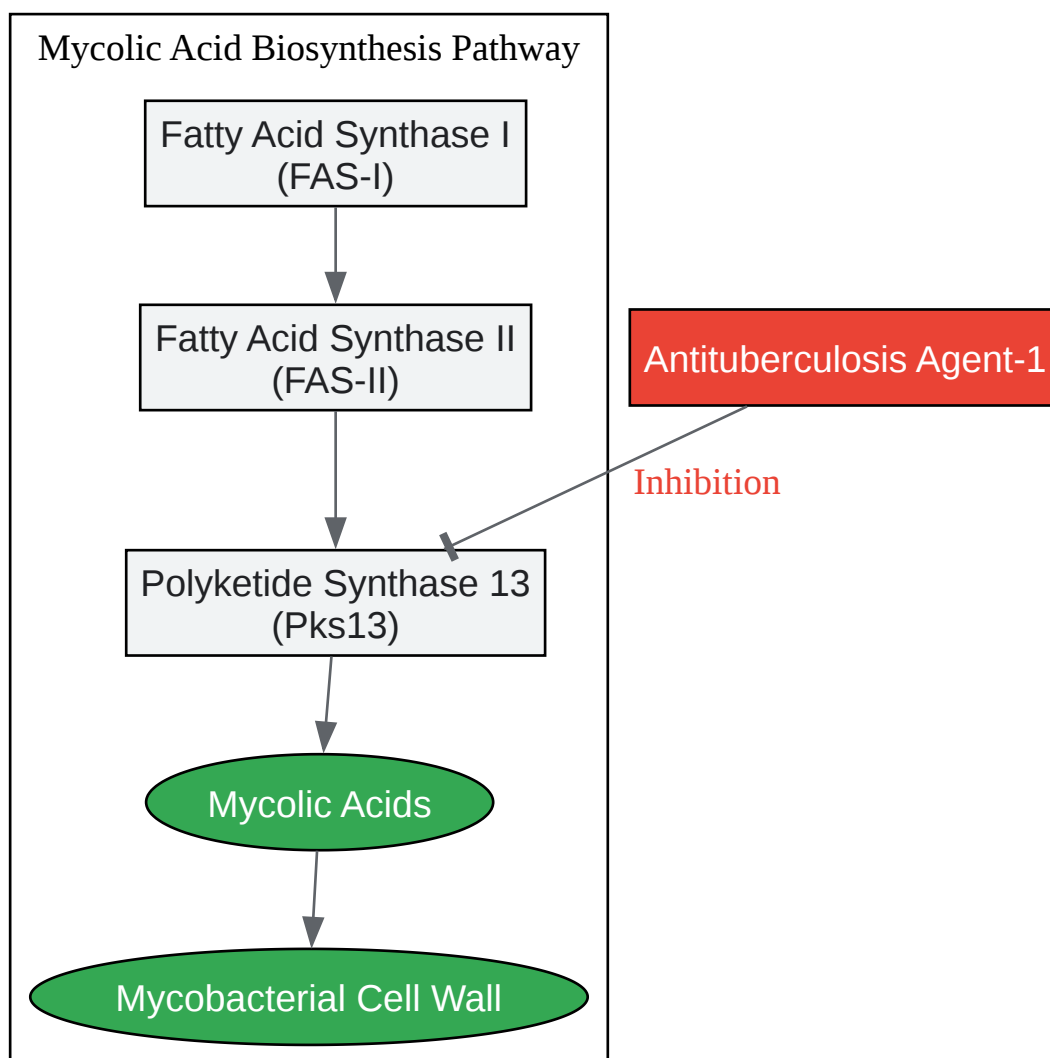 Mycolic Acid Biosynthesis Pathway
Fatty Acid Synthase I
(FAS-I)
Fatty Acid Synthase II
(FAS-II)
Antituberculosis Agent-1
Inhibition
Polyketide Synthase 13
(Pks13)
Mycolic Acids
Mycobacterial Cell Wall